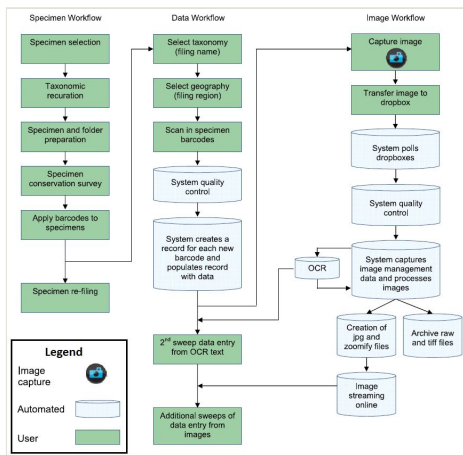 Specimen Workflow
Data Workflow
Image Workflow
Specimen selection
Taxonomic
recuration
Specimen and folder
preparation
Specimen
conservation survey
Apply barcodes to
specimens
Specimen re-filing
Select taxonomy
(filing name)
Select geography
(filing region)
Scan in specimen
barcodes
System quality
control
System creates a
record for each new
barcode and
populates record
with data
2nd sweep data entry
from OCR text
Additional sweeps of
data entry from
images
Capture image
Transfer image to
dropbox
System polls
dropboxes
System quality
control
OCR
System captures
image management
data and processes
images
Creation of
jpg and
zoomify files
Archive raw
and tiff files
Image
streaming
online
Legend
Image
capture
Automated
User